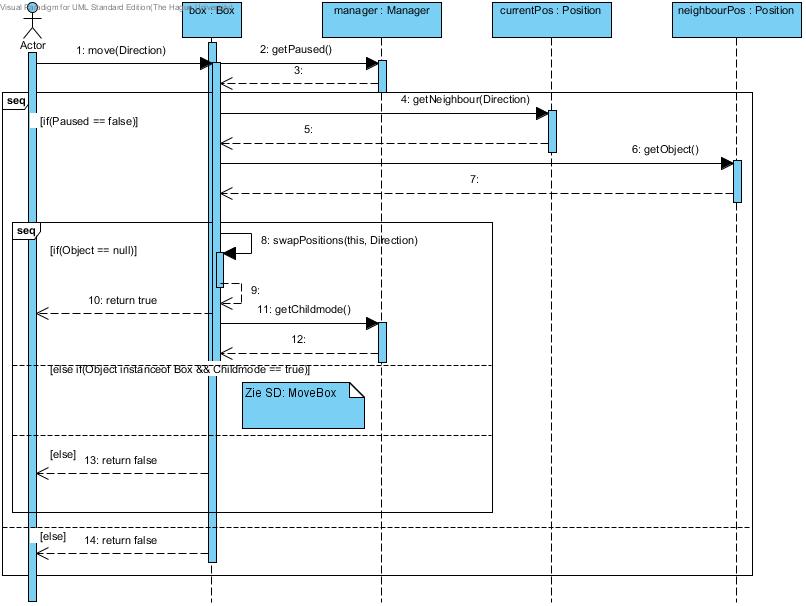 Visual Paradigm for UML Standard Edition(The Hague University)
box : Box
manager : Manager
currentPos : Position
neighbourPos : Position
Actor
1: move(Direction)
2: getPaused()
3:
seq
4: getNeighbour(Direction)
[if(Paused == false)]
5:
6: getObject()
7:
seq
8: swapPositions(this, Direction)
[if(Object == null)]
9:
10: return true
11: getChildmode()
12:
[else if(Object instanceof Box && Childmode == true)]
Zie SD: MoveBox
[else]
13: return false
[else]
14: return false